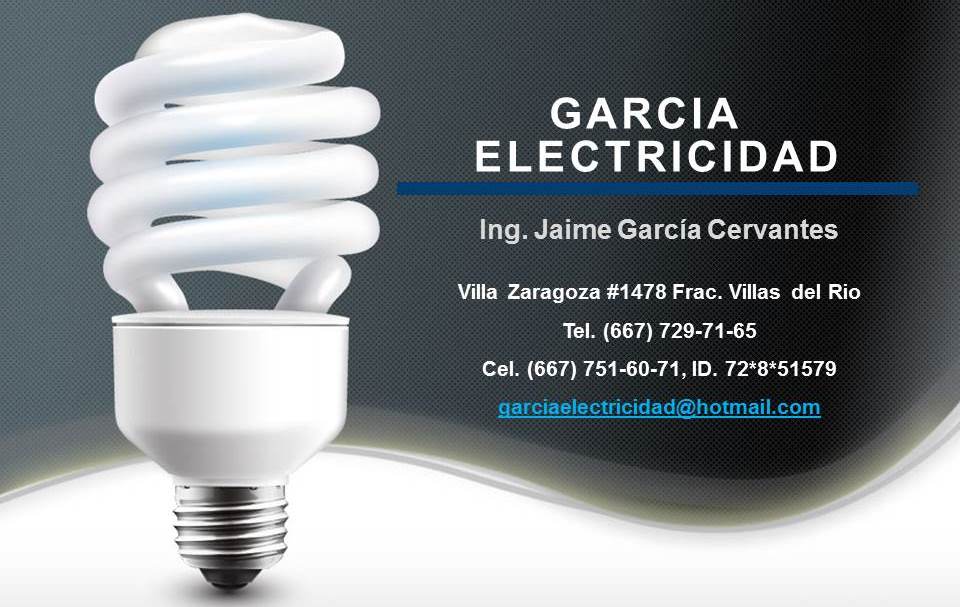 GARCIA
ELECTRICIDAD
Ing. Jaime García Cervantes
Villa Zaragoza #1478 Frac. Villas del Rio
Tel. (667) 729-71-65
Cel. (667) 751-60-71, ID. 72*8*51579
garciaelectricidad@hotmail.com